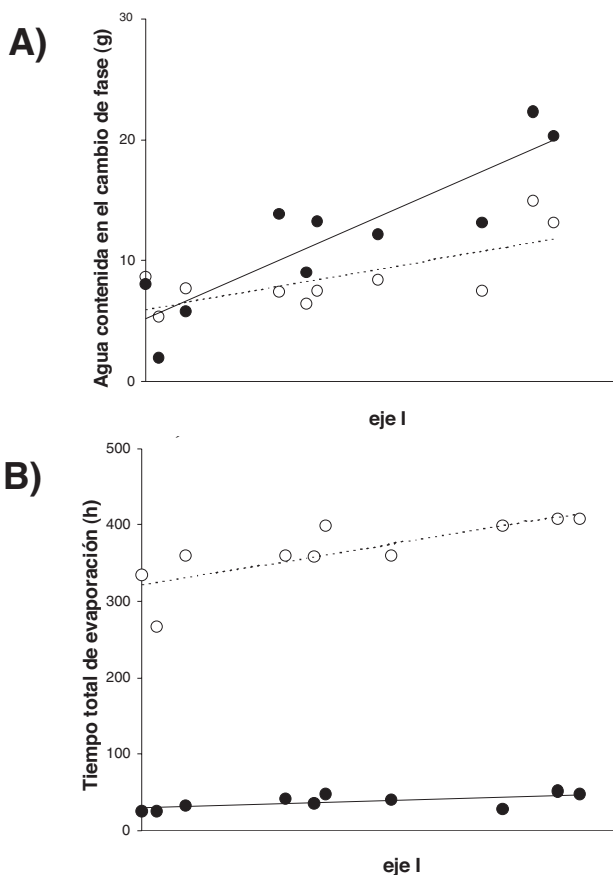 A)
Agua contenida en el cambio de fase (g)
30
20
10
0
eje I
B)
Tiempo total de evaporación (h)
500
400
300
200
100
0
eje I